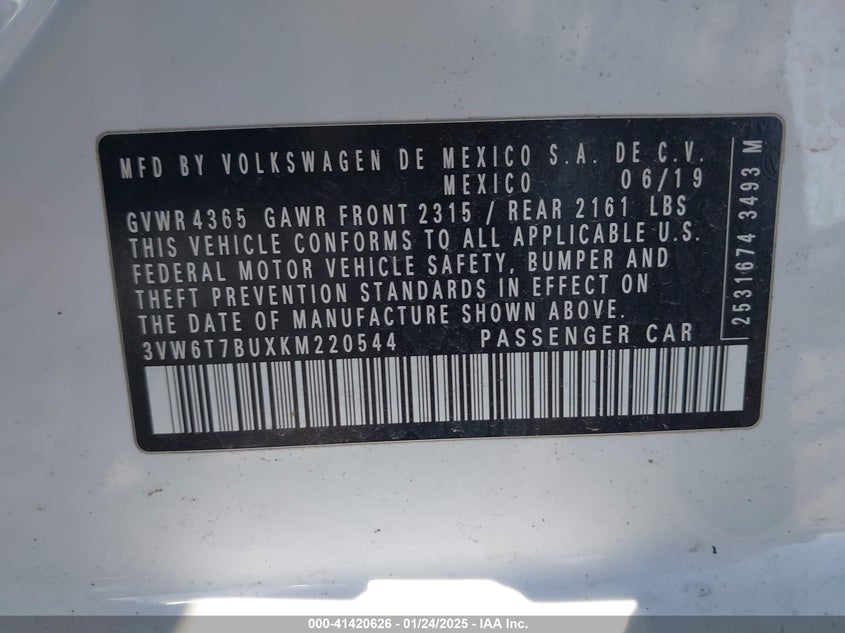 MFD BY VOLKSWAGEN DE MEXICO S.A. DE C.V.
MEXICO 06/19
GVWR 4365 GAWR FRONT 2315 / REAR 2161 LBS
THIS VEHICLE CONFORMS TO ALL APPLICABLE U.S.
FEDERAL MOTOR VEHICLE SAFETY, BUMPER AND
THEFT PREVENTION STANDARDS IN EFFECT ON
THE DATE OF MANUFACTURE SHOWN ABOVE.
3VW6T7BUXKM220544 PASSENGER CAR
2531674 3493 M
000-41420626 - 01/24/2025 - IAA Inc.